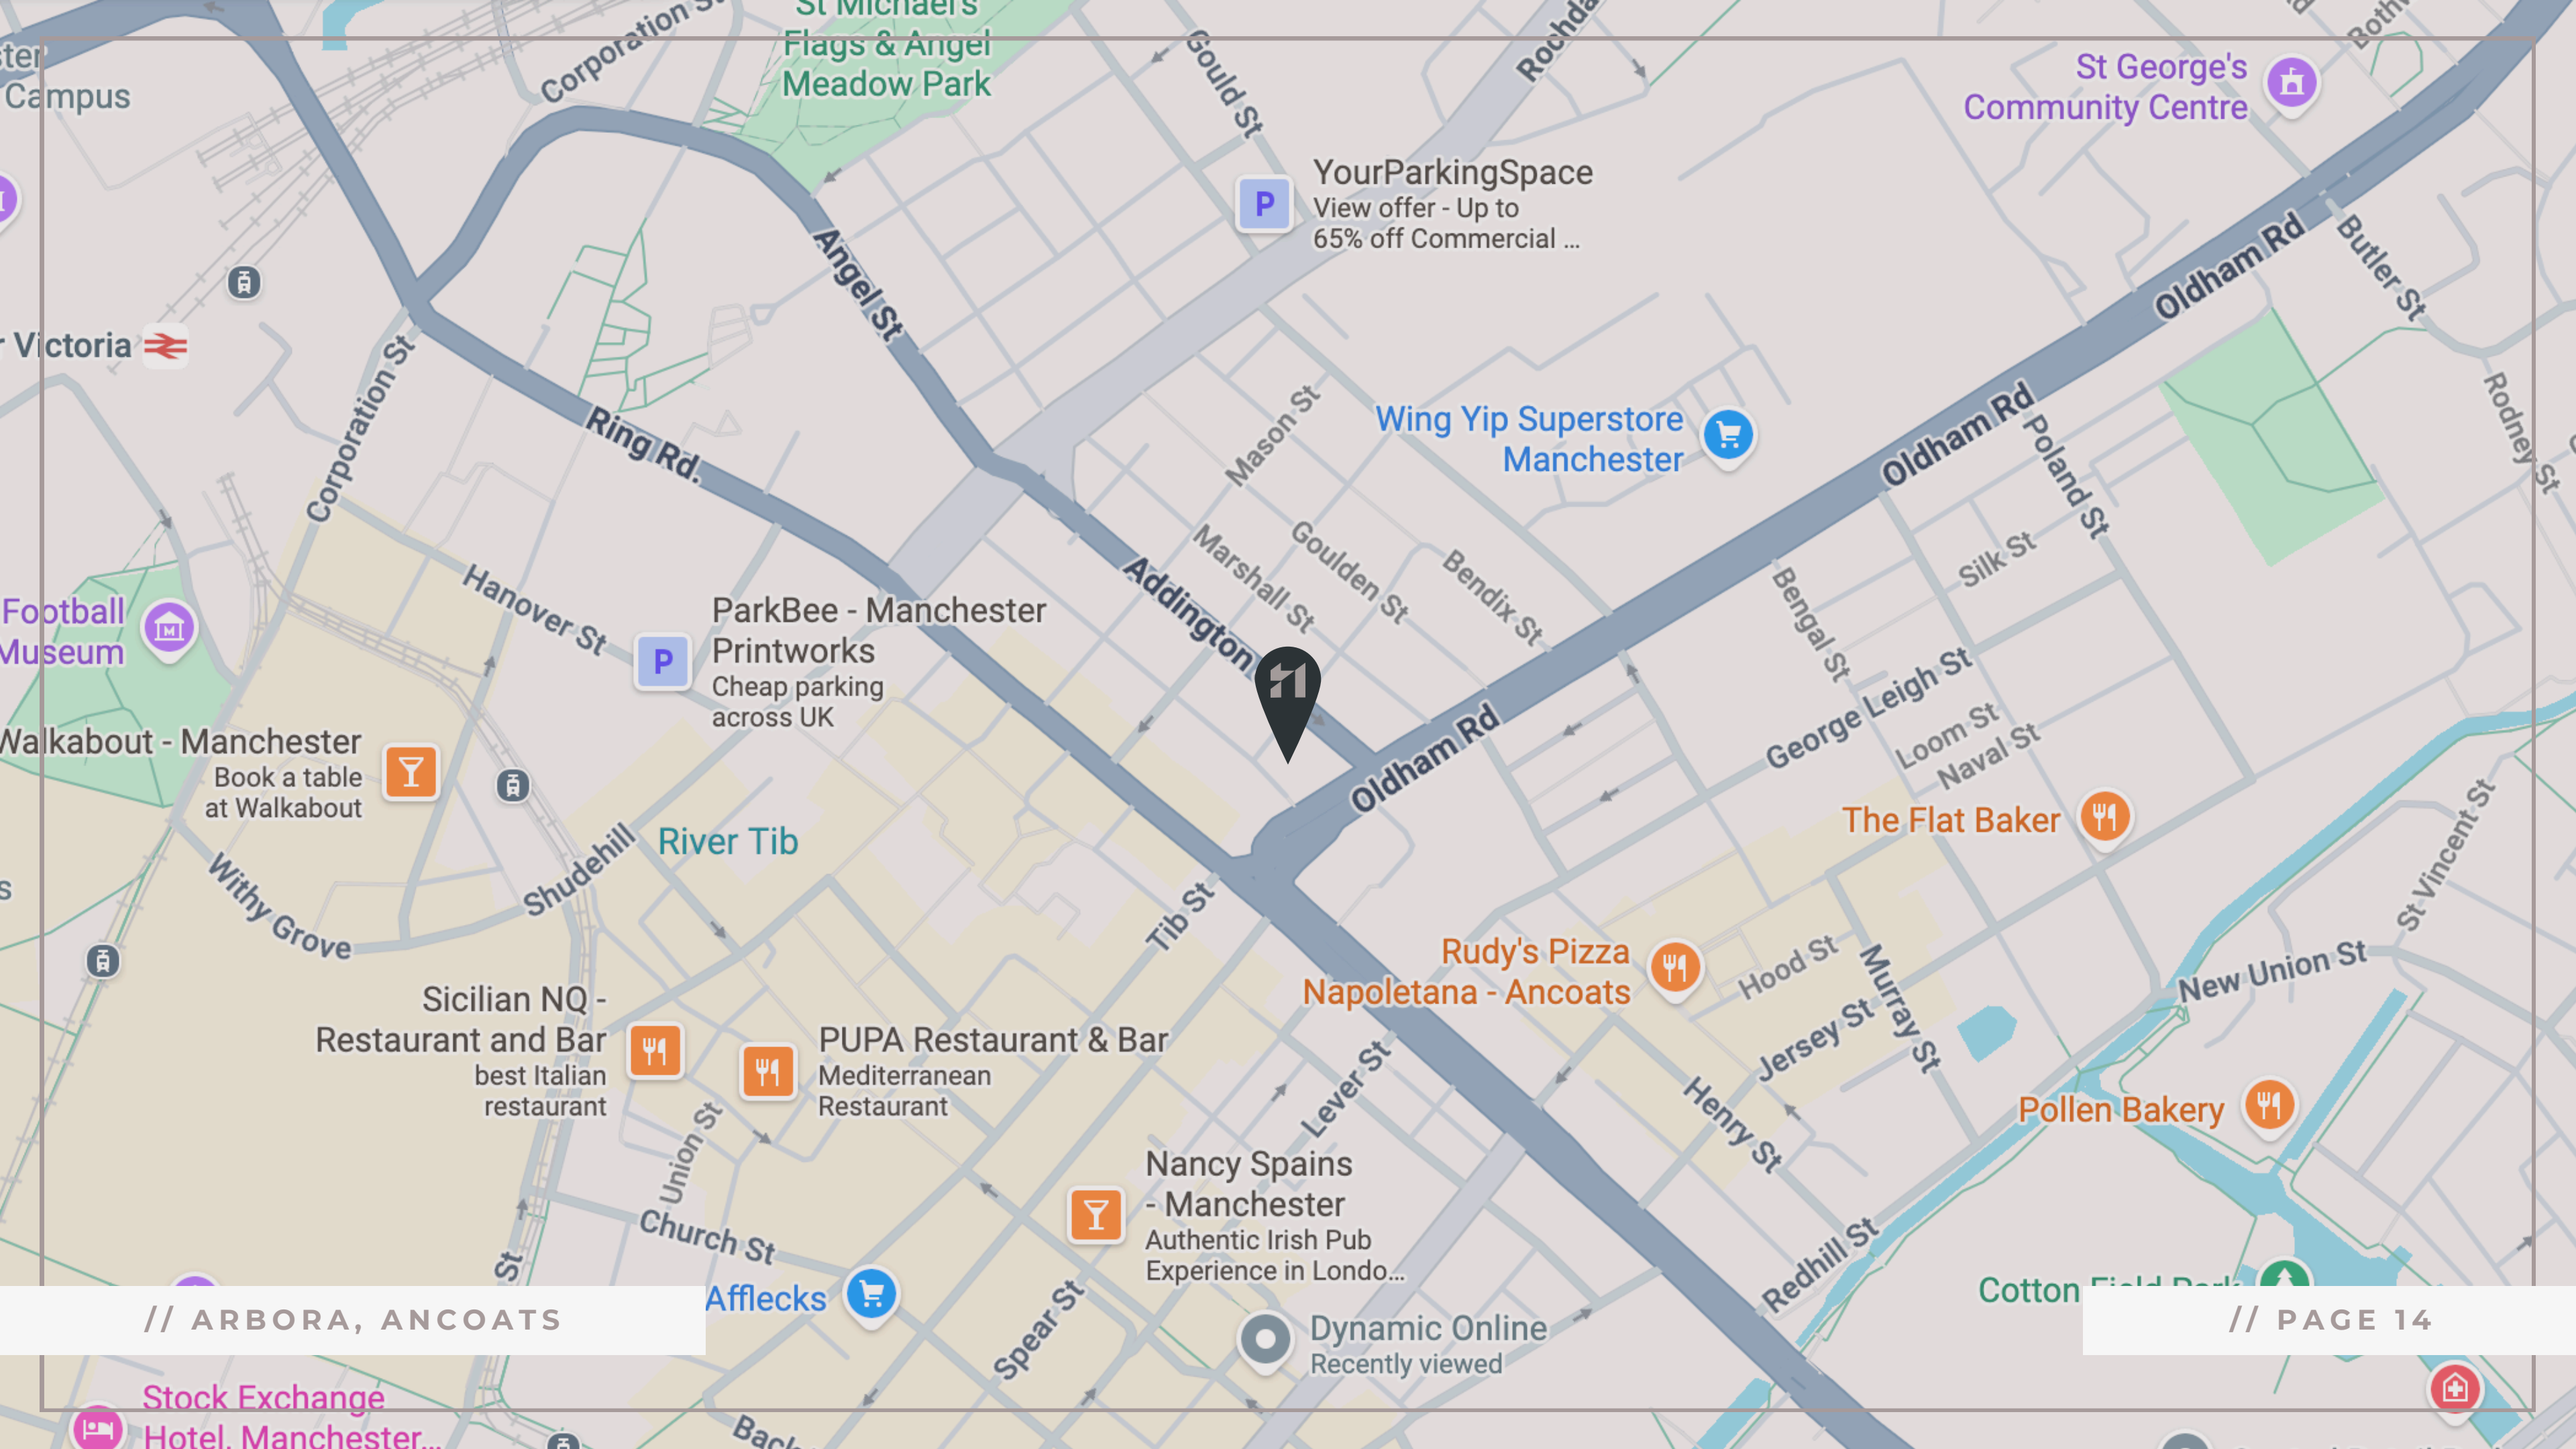 St Michael's
Flags & Angel
Meadow Park
Corporation St
Gould St
Campus
St George's
Community Centre
YourParkingSpace
View offer - Up to
65% off Commercial ...
Angel St
Oldham Rd
Butler St
Victoria
Corporation St
Ring Rd.
Mason St
Wing Yip Superstore
Manchester
Oldham Rd
Poland St
Rodney St
Marshall St
Goulden St
Bendix St
Silk St
Hanover St
Addington
Bengal St
Football
Museum
ParkBee - Manchester
Printworks
Cheap parking
across UK
George Leigh St
Loom St
Naval St
Walkabout - Manchester
Book a table
at Walkabout
Oldham Rd
River Tib
Shudehill
Withy Grove
The Flat Baker
St Vincent St
Tib St
Rudy's Pizza
Napoletana - Ancoats
Hood St
Murray St
New Union St
Sicilian NQ -
Restaurant and Bar
best Italian
restaurant
PUPA Restaurant & Bar
Mediterranean
Restaurant
Jersey St
Lever St
Henry St
Pollen Bakery
Union St
Nancy Spains
- Manchester
Authentic Irish Pub
Experience in Londo...
Church St
Redhill St
St
Afflecks
Cotton Field Park
// ARBORA, ANCOATS
Spear St
Dynamic Online
Recently viewed
// PAGE 14
Stock Exchange
Hotel, Manchester...